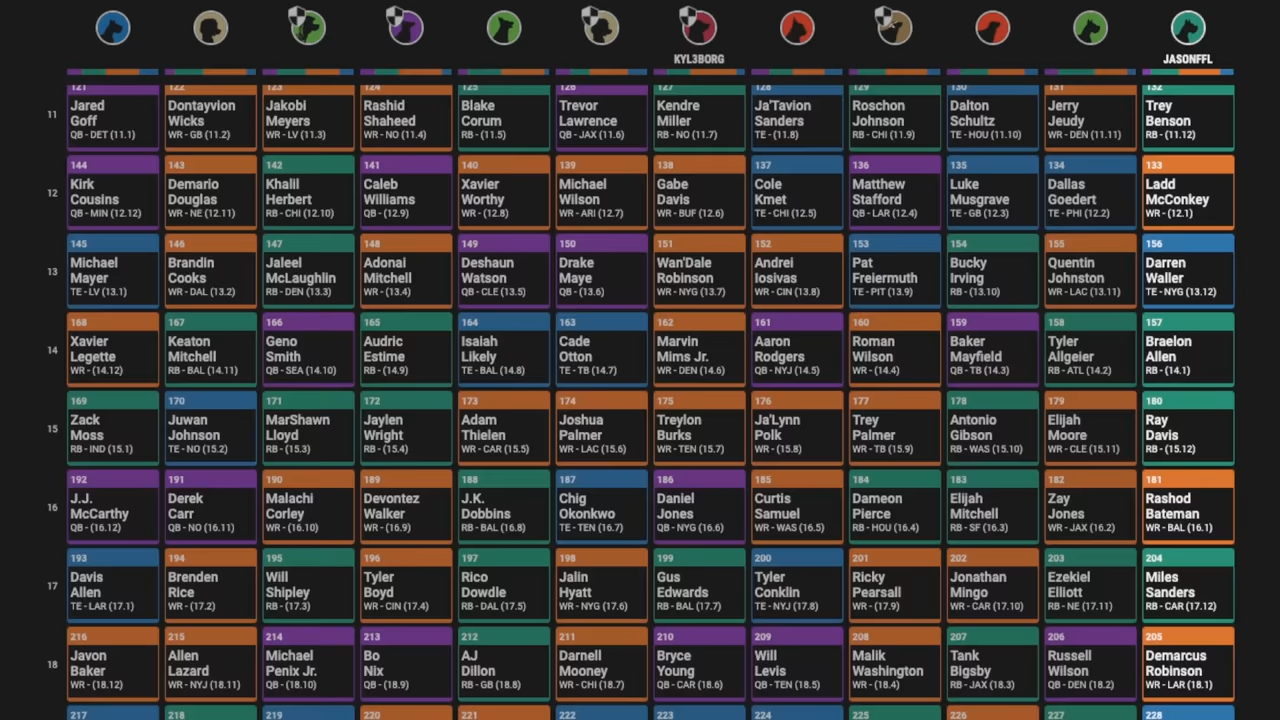 KYL3BORG JASONFFL
11
121 122 123 124 125 126 127 128 129 130 131 132
Jared Dontayvion Jakobi Rashid Blake Trevor Kendre Ja'Tavion Roschon Dalton Jerry Trey
Goff Wicks Meyers Shaheed Corum Lawrence Miller Sanders Johnson Schultz Jeudy Benson
QB - DET (11.1) WR - GB (11.2) WR - LV (11.3) WR - NO (11.4) RB - (11.5) QB - JAX (11.6) RB - NO (11.7) TE - (11.8) RB - CHI (11.9) TE - HOU (11.10) WR - DEN (11.11) RB - (11.12)
12
144 143 142 141 140 139 138 137 136 135 134 133
Kirk Demario Khalil Caleb Xavier Michael Gabe Cole Matthew Luke Dallas Ladd
Cousins Douglas Herbert Williams Worthy Wilson Davis Kmet Stafford Musgrave Goedert McConkey
QB - MIN (12.12) WR - NE (12.11) RB - CHI (12.10) QB - (12.9) WR - (12.8) WR - ARI (12.7) WR - BUF (12.6) TE - CHI (12.5) QB - LAR (12.4) TE - GB (12.3) TE - PHI (12.2) WR - (12.1)
13
145 146 147 148 149 150 151 152 153 154 155 156
Michael Brandin Jaleel Adonai Deshaun Drake Wan'Dale Andrei Pat Bucky Quentin Darren
Mayer Cooks McLaughlin Mitchell Watson Maye Robinson Iosivas Freiermuth Irving Johnston Waller
TE - LV (13.1) WR - DAL (13.2) RB - DEN (13.3) WR - (13.4) QB - CLE (13.5) QB - (13.6) WR - NYG (13.7) WR - CIN (13.8) TE - PIT (13.9) RB - (13.10) WR - LAC (13.11) TE - NYG (13.12)
14
168 167 166 165 164 163 162 161 160 159 158 157
Xavier Keaton Geno Audric Isaiah Cade Marvin Aaron Roman Baker Tyler Braelon
Legette Mitchell Smith Estime Likely Otton Mims Jr. Rodgers Wilson Mayfield Allgeier Allen
WR - (14.12) RB - BAL (14.11) QB - SEA (14.10) RB - (14.9) TE - BAL (14.8) TE - TB (14.7) WR - DEN (14.6) QB - NYJ (14.5) WR - (14.4) QB - TB (14.3) RB - ATL (14.2) RB - (14.1)
15
169 170 171 172 173 174 175 176 177 178 179 180
Zack Juwan MarShawn Jaylen Adam Joshua Treylon Ja'Lynn Trey Antonio Elijah Ray
Moss Johnson Lloyd Wright Thielen Palmer Burks Polk Palmer Gibson Moore Davis
RB - IND (15.1) TE - NO (15.2) RB - (15.3) RB - (15.4) WR - CAR (15.5) WR - LAC (15.6) WR - TEN (15.7) WR - (15.8) WR - TB (15.9) RB - WAS (15.10) WR - CLE (15.11) RB - (15.12)
16
192 191 190 189 188 187 186 185 184 183 182 181
J.J. Derek Malachi Devontez J.K. Chig Daniel Curtis Dameon Elijah Zay Rashod
McCarthy Carr Corley Walker Dobbins Okonkwo Jones Samuel Pierce Mitchell Jones Bateman
QB - (16.12) QB - NO (16.11) WR - (16.10) WR - (16.9) RB - BAL (16.8) TE - TEN (16.7) QB - NYG (16.6) WR - WAS (16.5) RB - HOU (16.4) RB - SF (16.3) WR - JAX (16.2) WR - BAL (16.1)
17
193 194 195 196 197 198 199 200 201 202 203 204
Davis Brenden Will Tyler Rico Jalin Gus Tyler Ricky Jonathan Ezekiel Miles
Allen Rice Shipley Boyd Dowdle Hyatt Edwards Conklin Pearsall Mingo Elliott Sanders
TE - LAR (17.1) WR - (17.2) RB - (17.3) WR - CIN (17.4) RB - DAL (17.5) WR - NYG (17.6) RB - BAL (17.7) TE - NYJ (17.8) WR - (17.9) WR - CAR (17.10) RB - NE (17.11) RB - CAR (17.12)
18
216 215 214 213 212 211 210 209 208 207 206 205
Javon Allen Michael Bo AJ Darnell Bryce Will Malik Tank Russell Demarcus
Baker Lazard Penix Jr. Nix Dillon Mooney Young Levis Washington Bigsby Wilson Robinson
WR - (18.12) WR - NYJ (18.11) QB - (18.10) QB - (18.9) RB - GB (18.8) WR - CHI (18.7) QB - CAR (18.6) QB - TEN (18.5) WR - (18.4) RB - JAX (18.3) QB - DEN (18.2) WR - LAR (18.1)
217 218 219 220 221 222 223 224 225 226 227 228